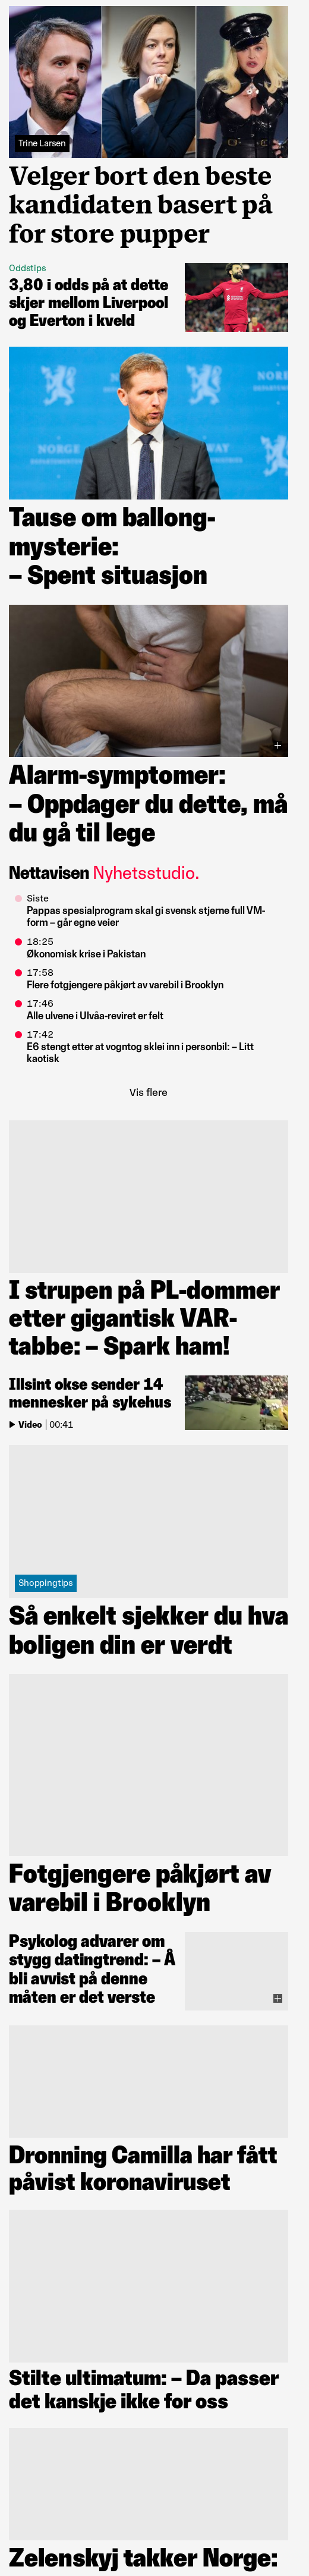 Trine Larsen
Velger bort den beste
kandidaten basert på
for store pupper
Oddstips
3,80 i odds på at dette
skjer mellom Liverpool
og Everton i kveld
Tause om ballong-
mysterie:
– Spent situasjon
Alarm-symptomer:
– Oppdager du dette, må
du gå til lege
Nettavisen Nyhetsstudio.
Siste
Pappas spesialprogram skal gi svensk stjerne full VM-
form – går egne veier
18:25
Økonomisk krise i Pakistan
17:58
Flere fotgjengere påkjørt av varebil i Brooklyn
17:46
Alle ulvene i Ulvåa-reviret er felt
17:42
E6 stengt etter at vogntog sklei inn i personbil: – Litt
kaotisk
Vis flere
I strupen på PL-dommer
etter gigantisk VAR-
tabbe: – Spark ham!
Illsint okse sender 14
mennesker på sykehus
Video | 00:41
Shoppingtips
Så enkelt sjekker du hva
boligen din er verdt
Fotgjengere påkjørt av
varebil i Brooklyn
Psykolog advarer om
stygg datingtrend: – Å
bli avvist på denne
måten er det verste
Dronning Camilla har fått
påvist koronaviruset
Stilte ultimatum: – Da passer
det kanskje ikke for oss
Zelenskyj takker Norge: